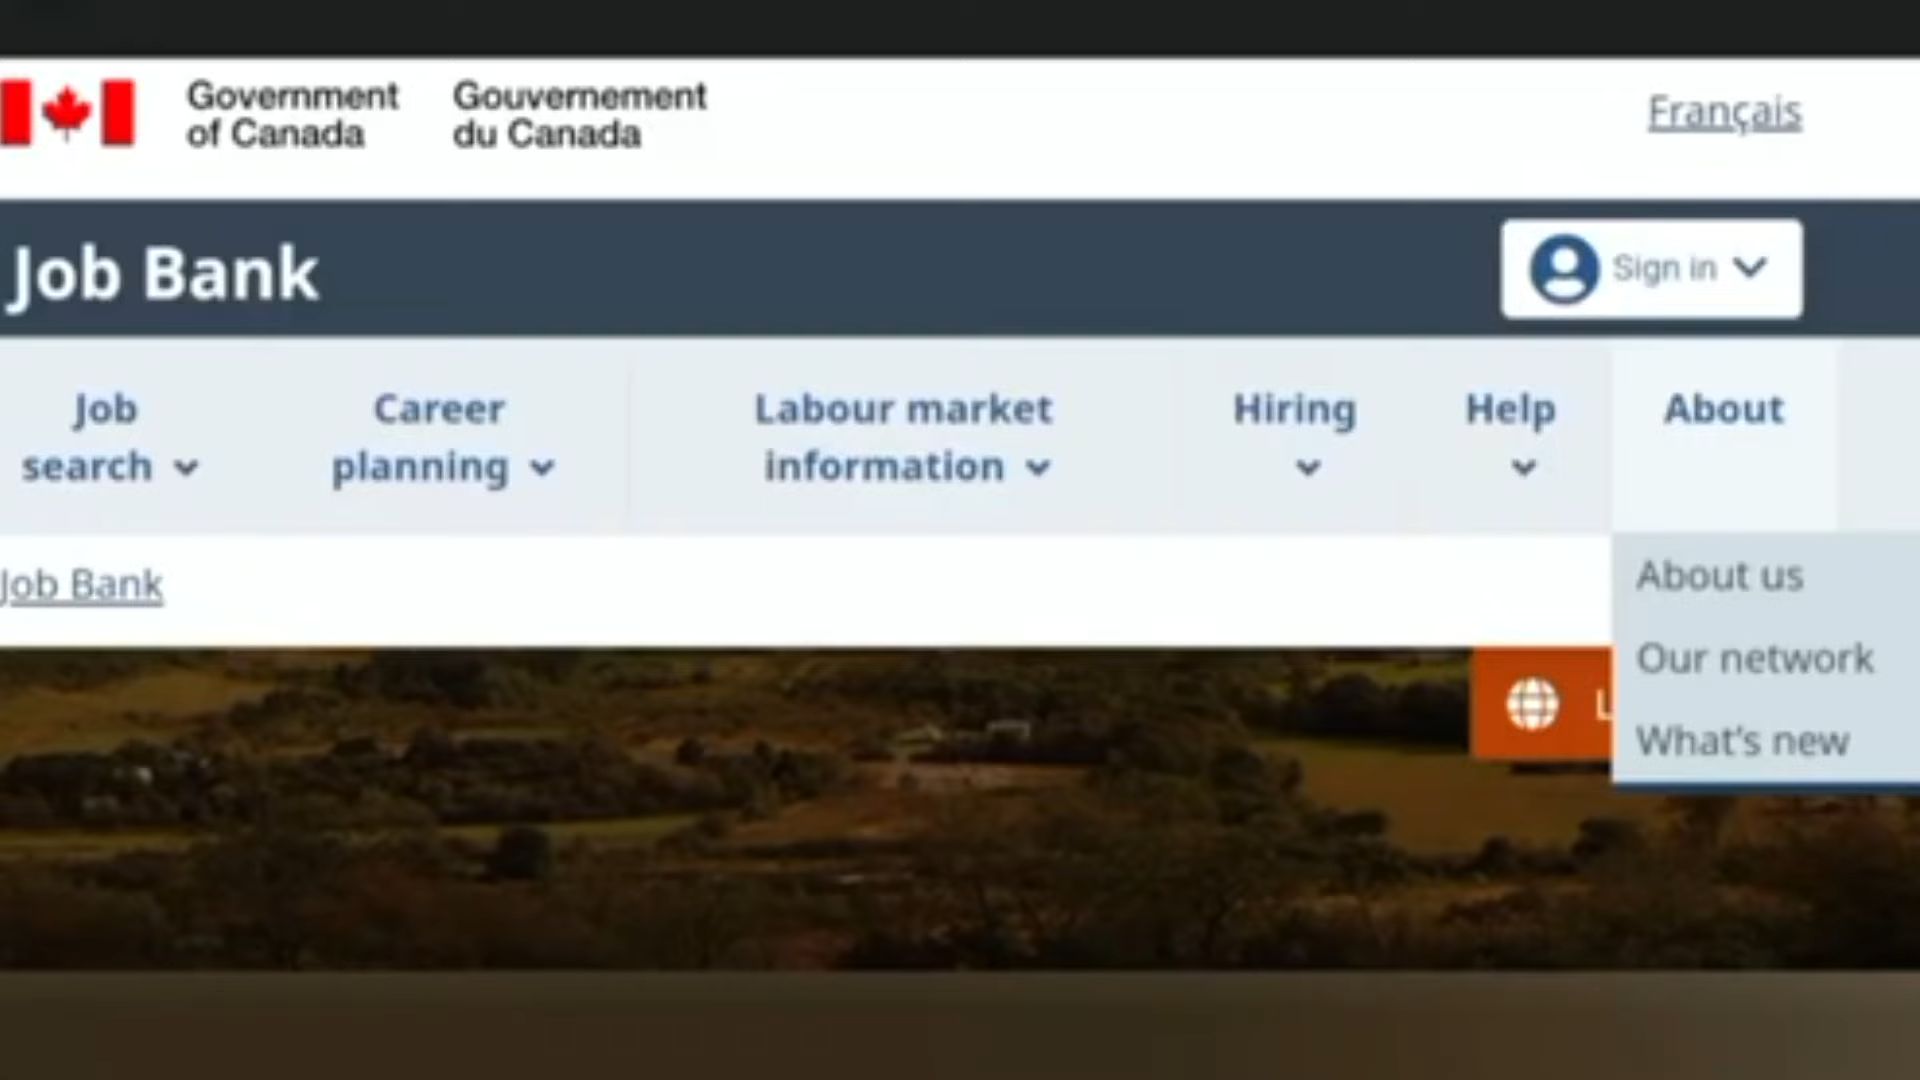 Government
of Canada
Gouvernement
du Canada
Français
Job Bank
Sign in
Job
search
Career
planning
Labour market
information
Hiring
Help
About
Job Bank
About us
Our network
What's new